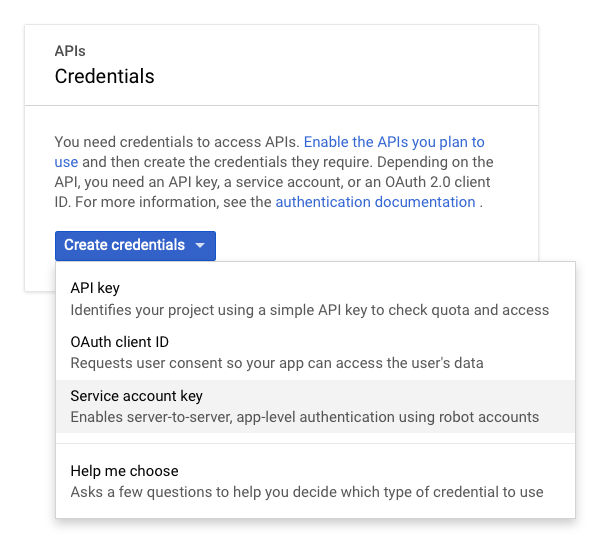 APIs
Credentials
You need credentials to access APIs. Enable the APIs you plan to
use and then create the credentials they require. Depending on the
API, you need an API key, a service account, or an OAuth 2.0 client
ID. For more information, see the authentication documentation .
Create credentials
API key
Identifies your project using a simple API key to check quota and access
OAuth client ID
Requests user consent so your app can access the user's data
Service account key
Enables server-to-server, app-level authentication using robot accounts
Help me choose
Asks a few questions to help you decide which type of credential to use